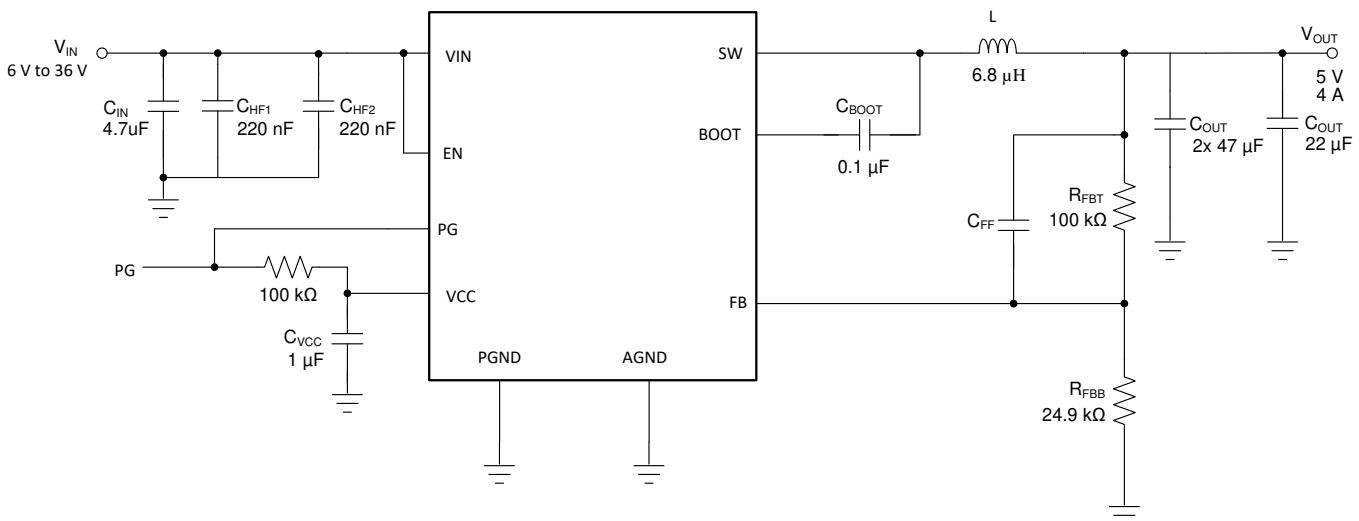 V_IN
6 V to 36 V
C_IN
4.7uF
C_HF1
220 nF
C_HF2
220 nF
VIN
EN
PG
VCC
PGND
AGND
SW
BOOT
FB
PG
100 kΩ
C_VCC
1 µF
L
6.8 µH
C_BOOT
0.1 µF
C_FF
R_FBT
100 kΩ
R_FBB
24.9 kΩ
C_OUT
2x 47 µF
C_OUT
22 µF
V_OUT
5 V
4 A